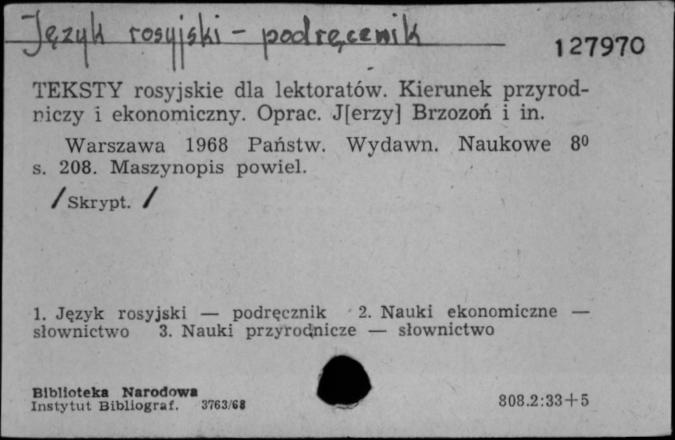 Język rosyjski - podręcznik
127970
TEKSTY rosyjskie dla lektoratów. Kierunek przyrod-
niczy i ekonomiczny. Oprac. J[erzy] Brzozoń i in.
Warszawa 1968 Państw. Wydawn. Naukowe 8⁰
s. 208. Maszynopis powiel.
/ Skrypt. /
1. Język rosyjski — podręcznik 2. Nauki ekonomiczne —
słownictwo 3. Nauki przyrodnicze — słownictwo
Biblioteka Narodowa
Instytut Bibliograf. 3763/68
808.2:33+5